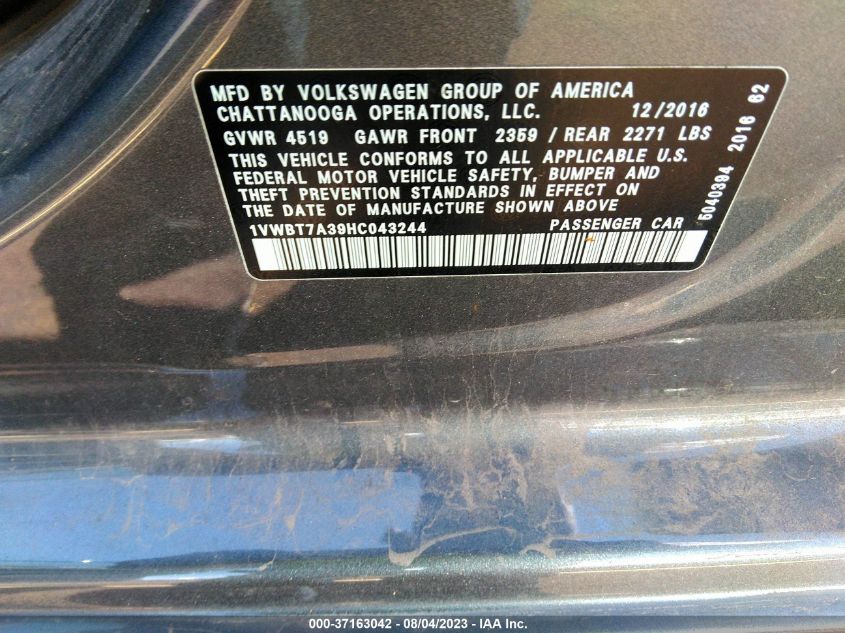 MFD BY VOLKSWAGEN GROUP OF AMERICA
CHATTANOOGA OPERATIONS, LLC. 12/2016
GVWR 4519 GAWR FRONT 2359 / REAR 2271 LBS
THIS VEHICLE CONFORMS TO ALL APPLICABLE U.S.
FEDERAL MOTOR VEHICLE SAFETY, BUMPER AND
THEFT PREVENTION STANDARDS IN EFFECT ON
THE DATE OF MANUFACTURE SHOWN ABOVE
1VWBT7A39HC043244 PASSENGER CAR
5040394 2016 62
000-37163042 - 08/04/2023 - IAA Inc.